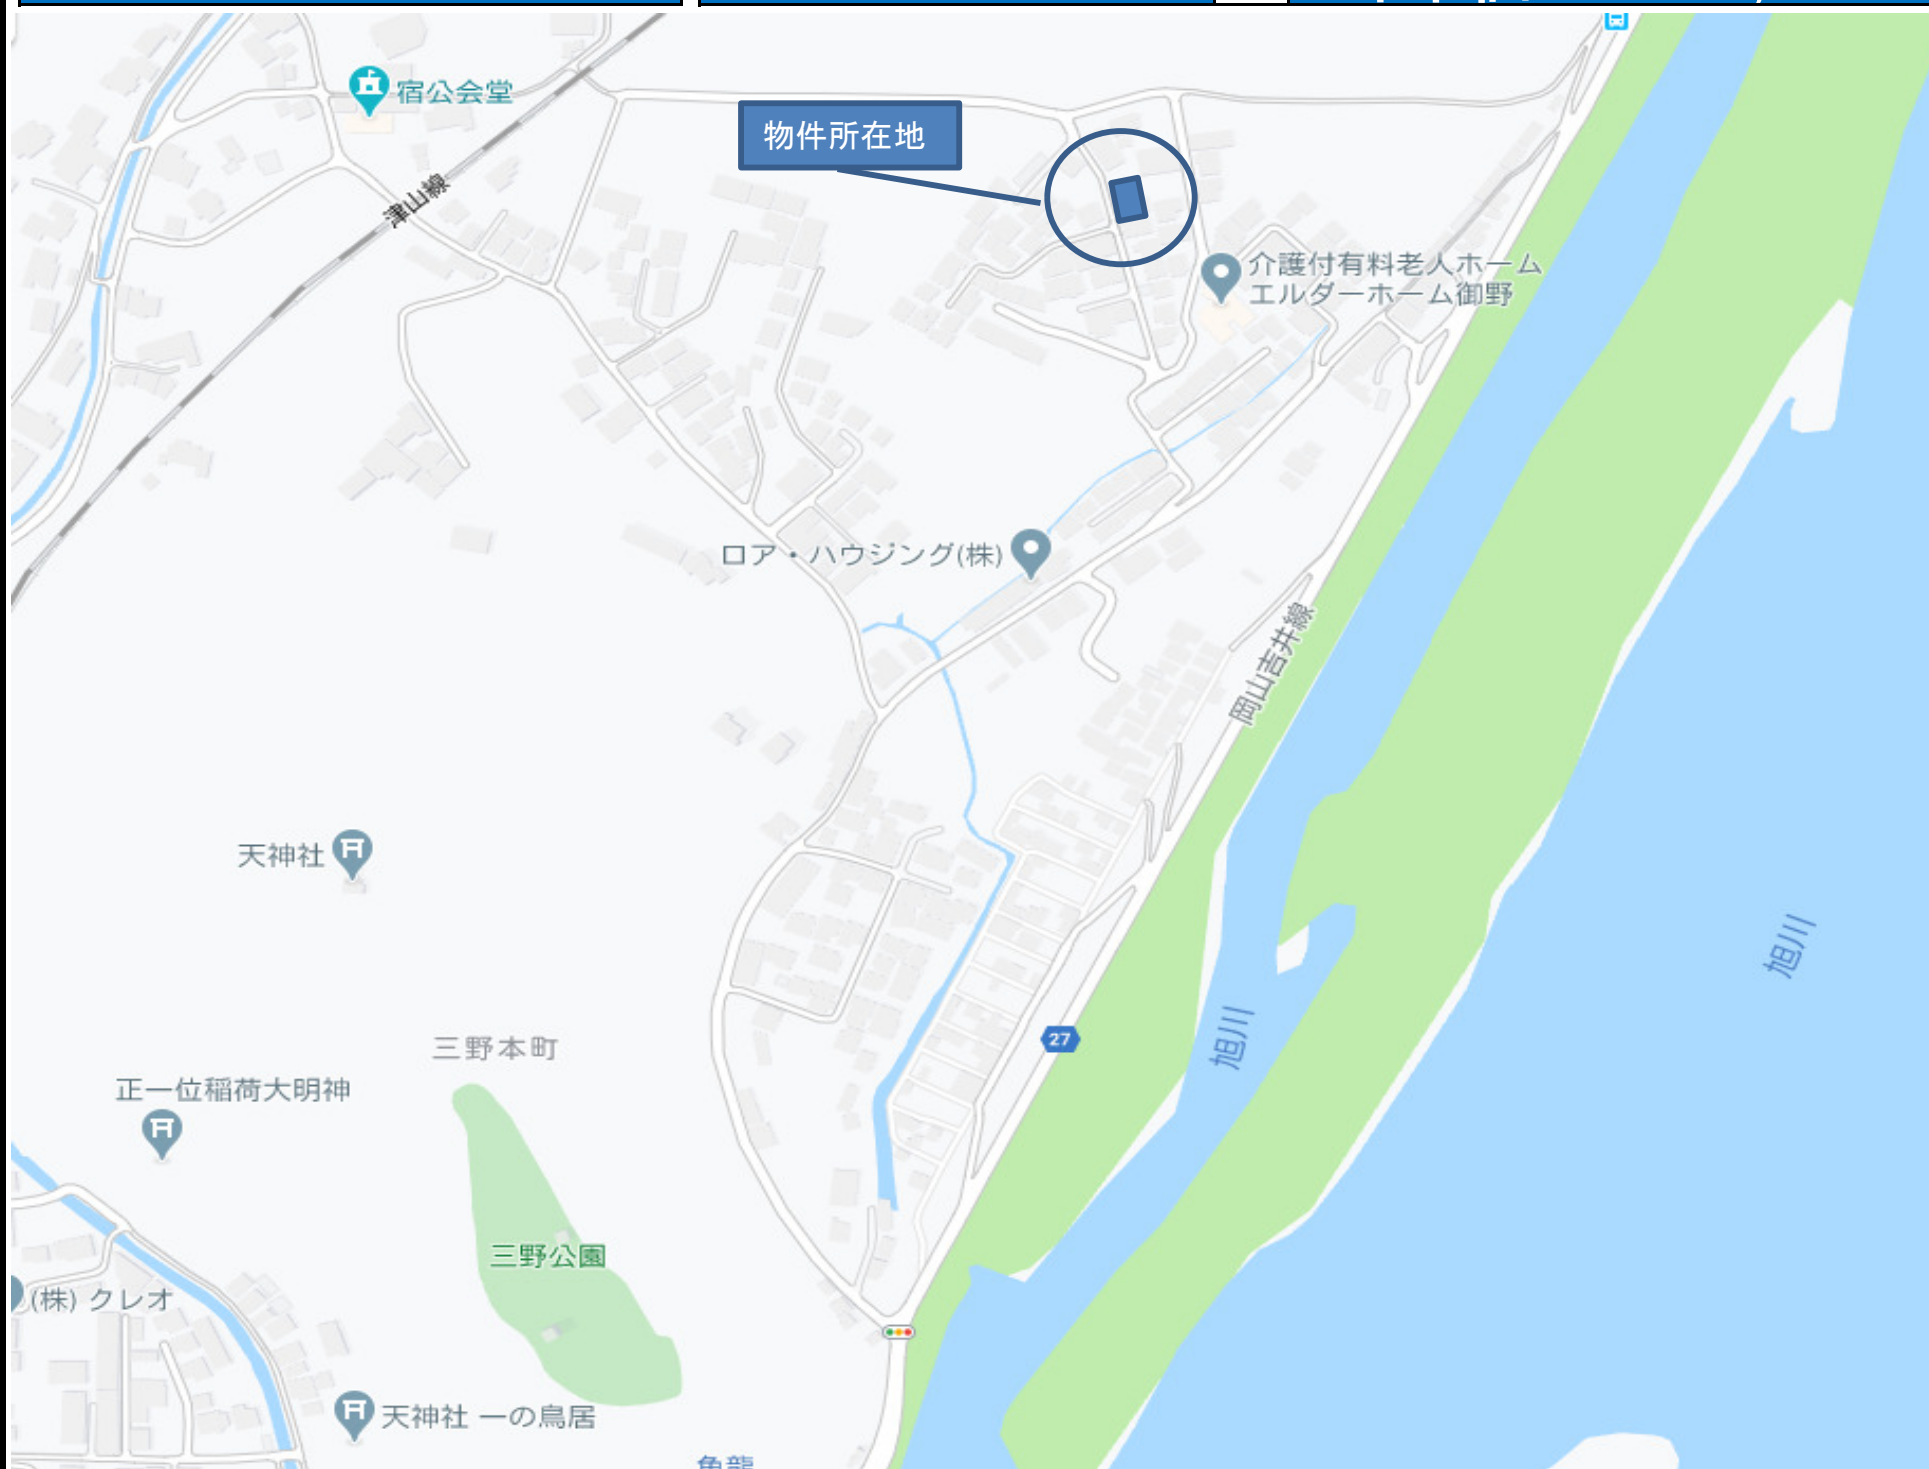 宿公会堂
物件所在地
津山線
介護付有料老人ホーム
エルダーホーム御野
ロア・ハウジング(株)
岡山吉井線
天神社
旭川
旭川
27
三野本町
正一位稲荷大明神
三野公園
(株) クレオ
天神社 一の鳥居